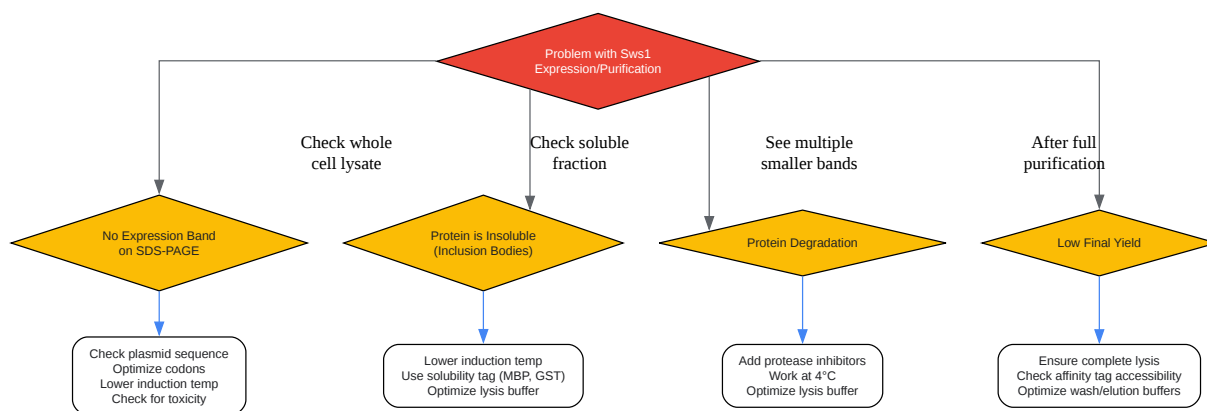 Problem with Sws1
Expression/Purification
Check whole
cell lysate
Check soluble
fraction
See multiple
smaller bands
After full
purification
No Expression Band
on SDS-PAGE
Protein is Insoluble
(Inclusion Bodies)
Protein Degradation
Low Final Yield
Check plasmid sequence
Optimize codons
Lower induction temp
Check for toxicity
Lower induction temp
Use solubility tag (MBP, GST)
Optimize lysis buffer
Add protease inhibitors
Work at 4°C
Optimize lysis buffer
Ensure complete lysis
Check affinity tag accessibility
Optimize wash/elution buffers